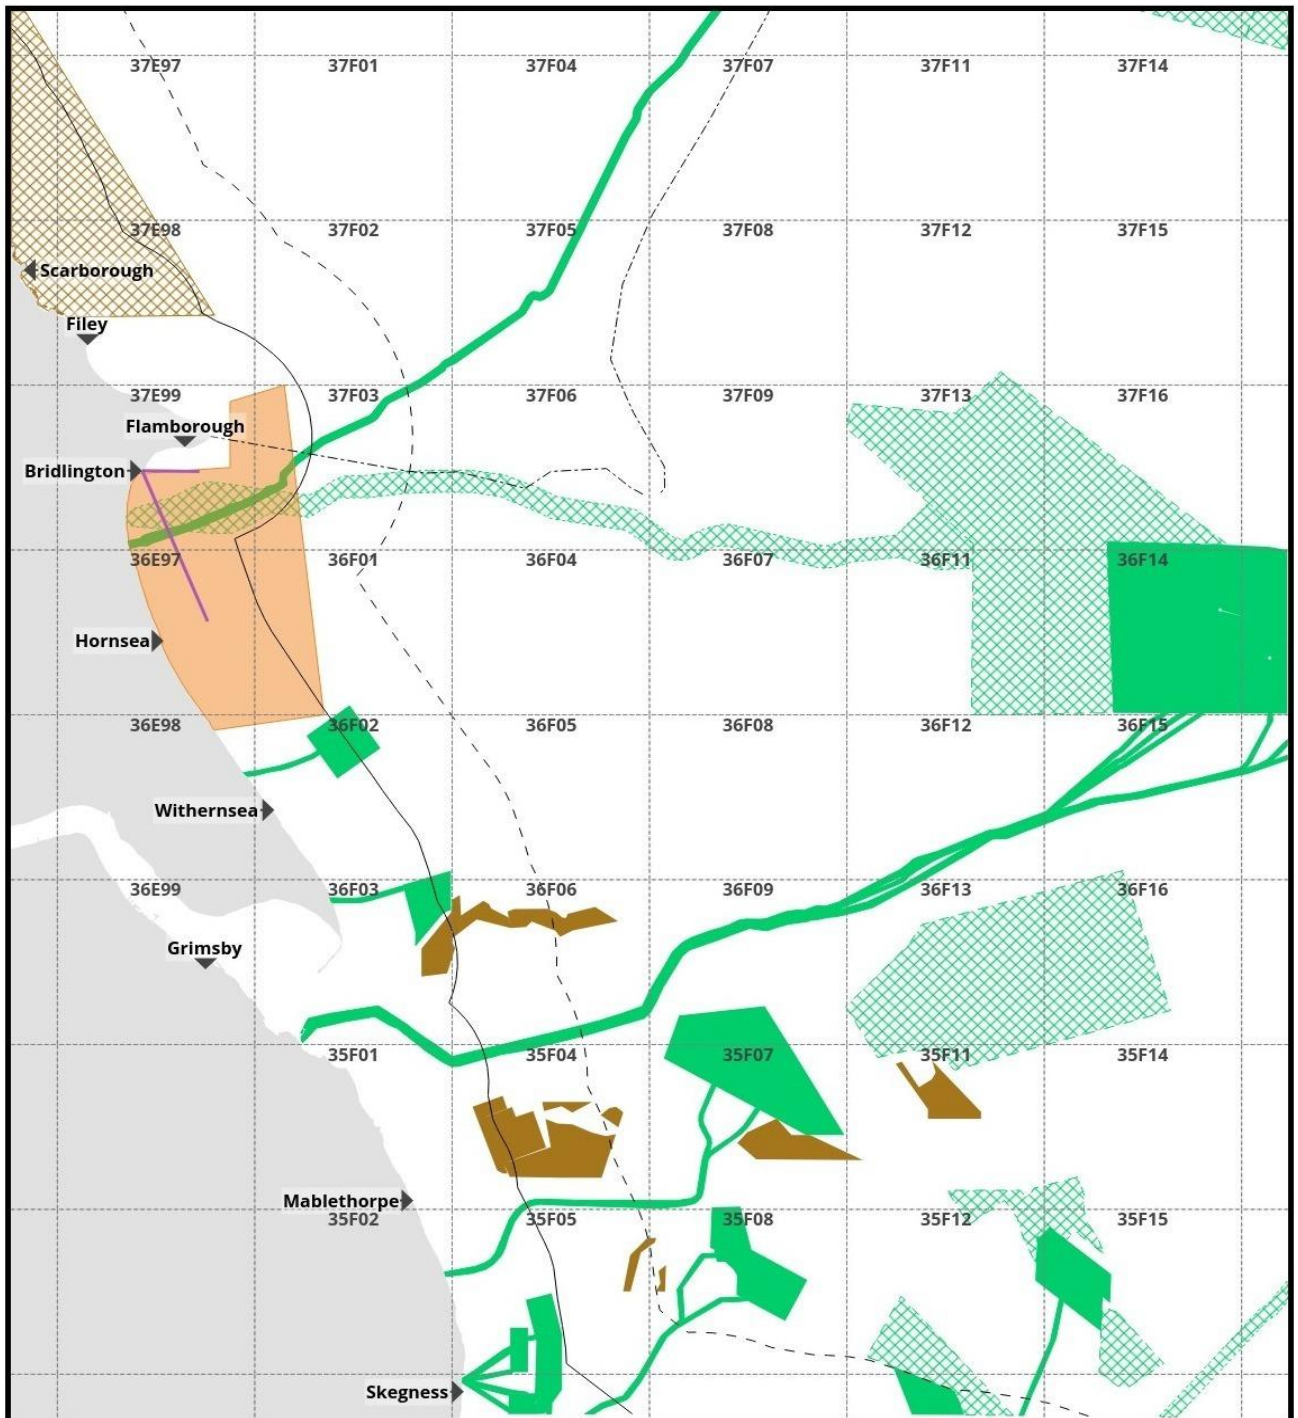 37E97 37F01 37F04 37F07 37F11 37F14
37E98 37F02 37F05 37F08 37F12 37F15
Scarborough
Filey
37E99 37F03 37F06 37F09 37F13 37F16
Flamborough
Bridlington
36E97 36F01 36F04 36F07 36F11 36F14
Hornsea
36E98 36F02 36F05 36F08 36F12 36F15
Withernsea
36E99 36F03 36F06 36F09 36F13 36F16
Grimsby
35F01 35F04 35F07 35F11 35F14
Mablethorpe
35F02 35F05 35F08 35F12 35F15
Skegness